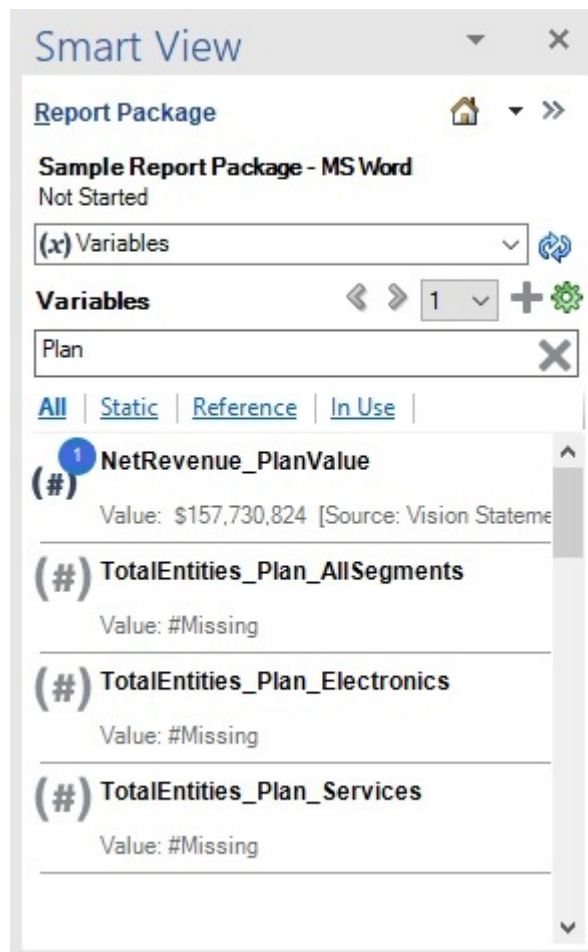 Smart View
Report Package
Sample Report Package - MS Word
Not Started
(x) Variables
Variables 1
Plan
All | Static | Reference | In Use |
1
(#) NetRevenue_PlanValue
Value: $157,730,824 [Source: Vision Stateme
(#) TotalEntities_Plan_AllSegments
Value: #Missing
(#) TotalEntities_Plan_Electronics
Value: #Missing
(#) TotalEntities_Plan_Services
Value: #Missing